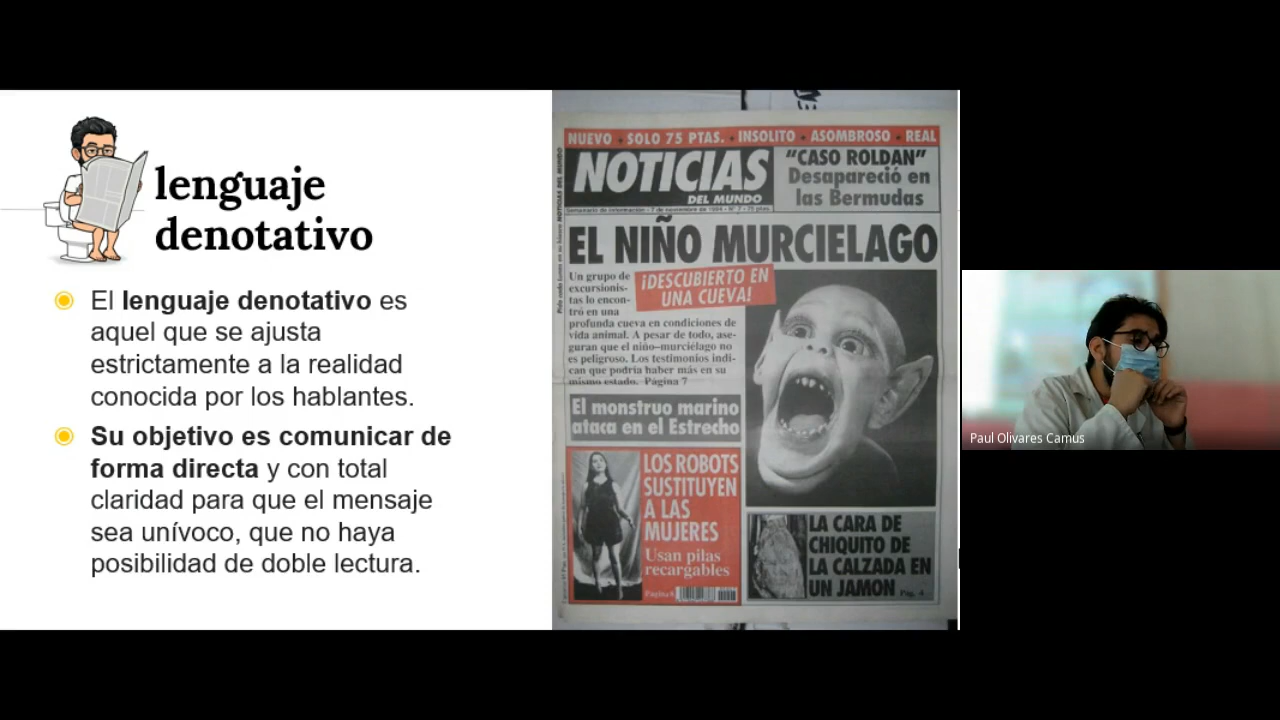 lenguaje
denotativo
El lenguaje denotativo es
aquel que se ajusta
estrictamente a la realidad
conocida por los hablantes.
Su objetivo es comunicar de
forma directa y con total
claridad para que el mensaje
sea unívoco, que no haya
posibilidad de doble lectura.
NUEVO - SOLO 75 PTAS. - INSOLITO - ASOMBROSO - REAL
NOTICIAS
DEL MUNDO
"CASO ROLDAN"
Desapareció en
las Bermudas
EL NIÑO MURCIELAGO
¡DESCUBIERTO EN
UNA CUEVA!
Un grupo de
excursionis-
tas lo encon-
tró en una
profunda cueva en condiciones de
vida animal. A pesar de todo, ase-
guran que el niño-murciélago no
es peligroso. Los testimonios indi-
can que podría haber más en su
mismo estado. Página 7
El monstruo marino
ataca en el Estrecho
LOS ROBOTS
SUSTITUYEN
A LAS
MUJERES
Usan pilas
recargables
Página 8
LA CARA DE
CHIQUITO DE
LA CALZADA EN
UN JAMON Pág. 4
Paul Olivares Camus